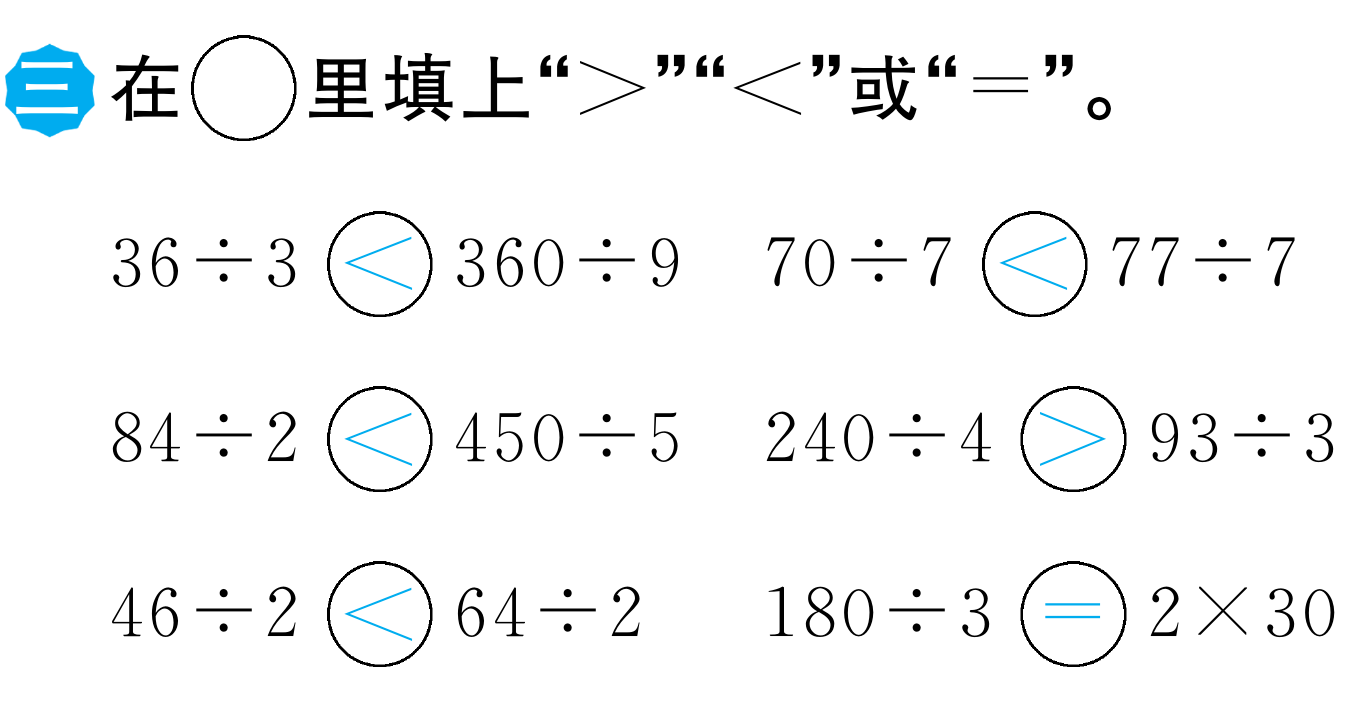 三 在○里填上“>”“<”或“=”。
36÷3 < 360÷9 70÷7 < 77÷7
84÷2 < 450÷5 240÷4 > 93÷3
46÷2 < 64÷2 180÷3 = 2×30